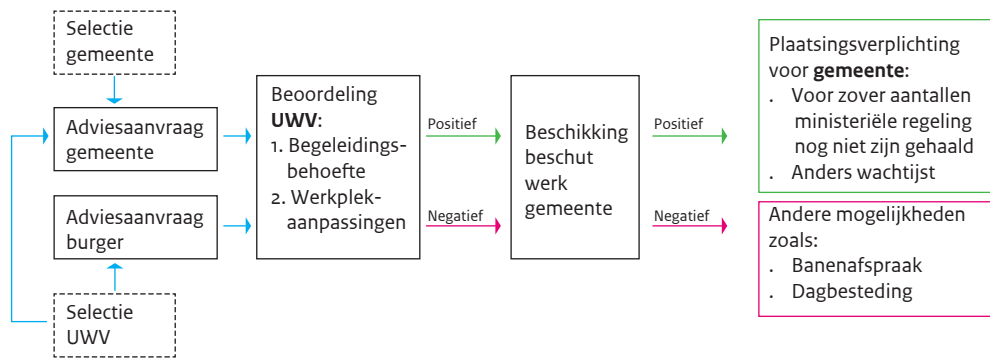 Selectie
gemeente
Adviesaanvraag
gemeente
Adviesaanvraag
burger
Selectie
UWV
Beoordeling
UWV:
1. Begeleidings-
behoefte
2. Werkplek-
aanpassingen
Positief
Negatief
Beschikking
beschut
werk
gemeente
Positief
Negatief
Plaatsingsverplichting
voor gemeente:
. Voor zover aantallen
ministeriële regeling
nog niet zijn gehaald
. Anders wachtijst
Andere mogelijkheden
zoals:
. Banenafspraak
. Dagbesteding